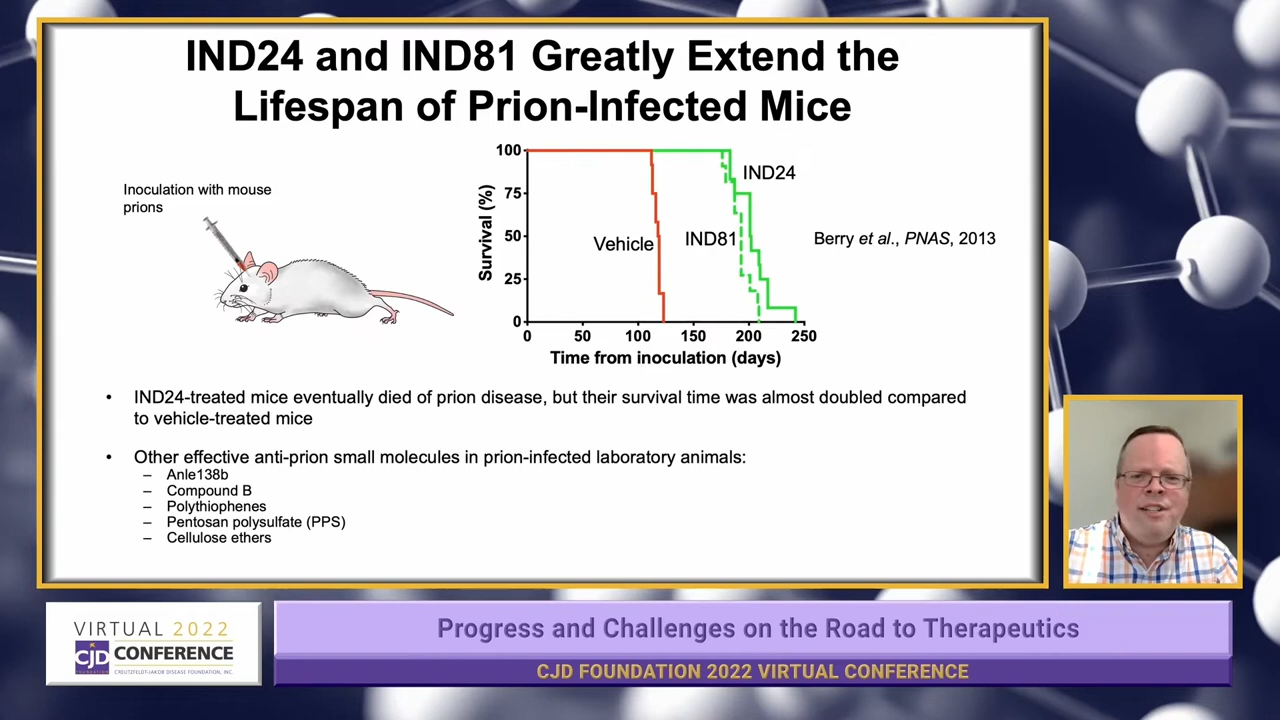 IND24 and IND81 Greatly Extend the
Lifespan of Prion-Infected Mice
Inoculation with mouse
prions
Survival (%)
100
75
50
25
0
IND24
IND81
Vehicle
0 50 100 150 200 250
Time from inoculation (days)
Berry et al., PNAS, 2013
• IND24-treated mice eventually died of prion disease, but their survival time was almost doubled compared
to vehicle-treated mice
• Other effective anti-prion small molecules in prion-infected laboratory animals:
– Anle138b
– Compound B
– Polythiophenes
– Pentosan polysulfate (PPS)
– Cellulose ethers
VIRTUAL 2022
CJD CONFERENCE
FOUNDATION CREUTZFELDT-JAKOB DISEASE FOUNDATION, INC.
Progress and Challenges on the Road to Therapeutics
CJD FOUNDATION 2022 VIRTUAL CONFERENCE